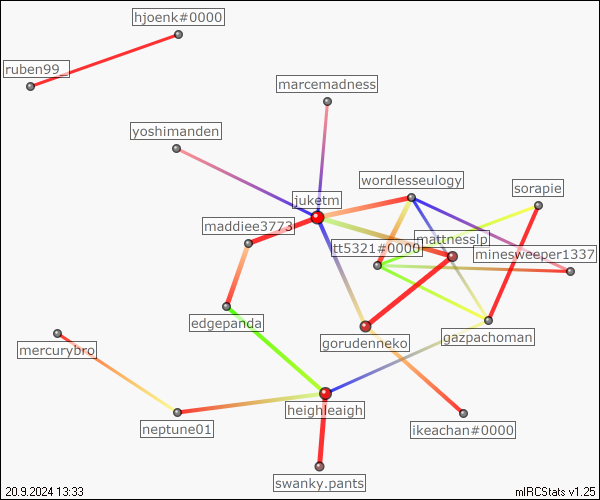 hjoenk#0000
ruben99_
marcemadness
yoshimanden
wordlesseulogy
sorapie
juketm
maddiee3773
mattnesslp
tt5321#0000
minesweeper1337
edgepanda
gorudenneko
gazpachoman
mercurybro
heighleaigh
neptune01
ikeachan#0000
swanky.pants
20.9.2024 13:33
mIRCStats v1.25